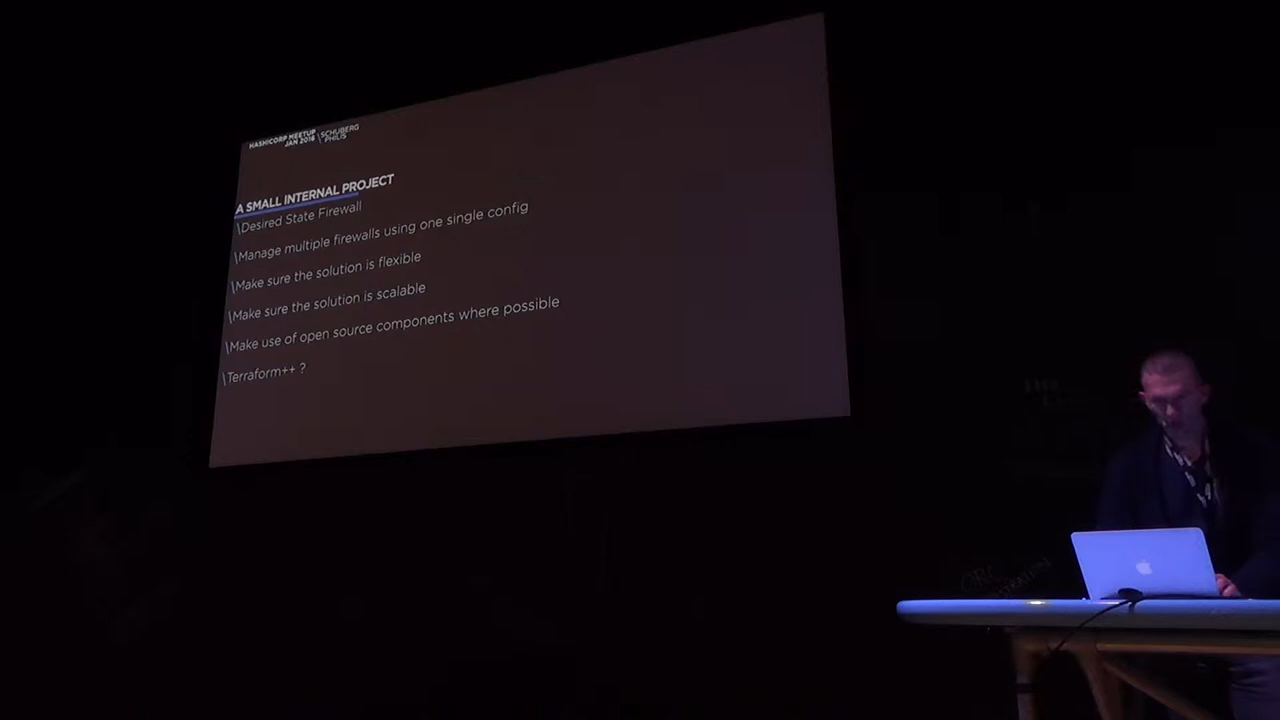 HASHICORP MEETUP
JAN 2016
\SCHUBERG
PHILIS
A SMALL INTERNAL PROJECT
\Desired State Firewall
\Manage multiple firewalls using one single config
\Make sure the solution is flexible
\Make sure the solution is scalable
\Make use of open source components where possible
\Terraform++ ?